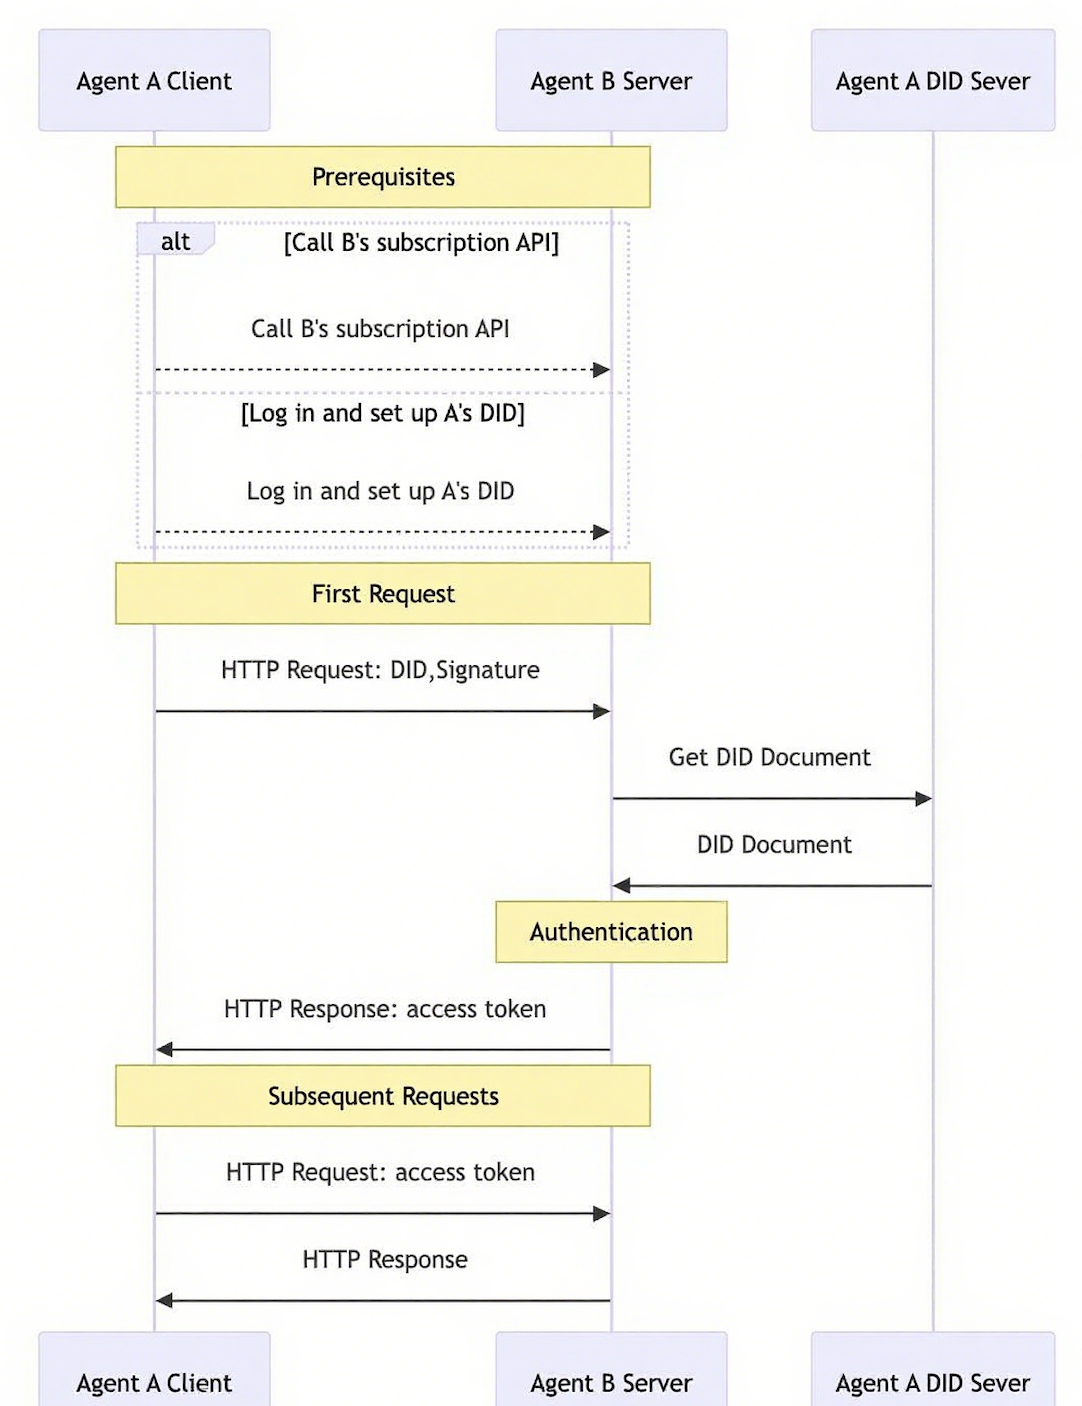 Agent A Client
Agent B Server
Agent A DID Sever
Prerequisites
alt
[Call B's subscription API]
Call B's subscription API
[Log in and set up A's DID]
Log in and set up A's DID
First Request
HTTP Request: DID,Signature
Get DID Document
DID Document
Authentication
HTTP Response: access token
Subsequent Requests
HTTP Request: access token
HTTP Response
Agent A Client
Agent B Server
Agent A DID Sever